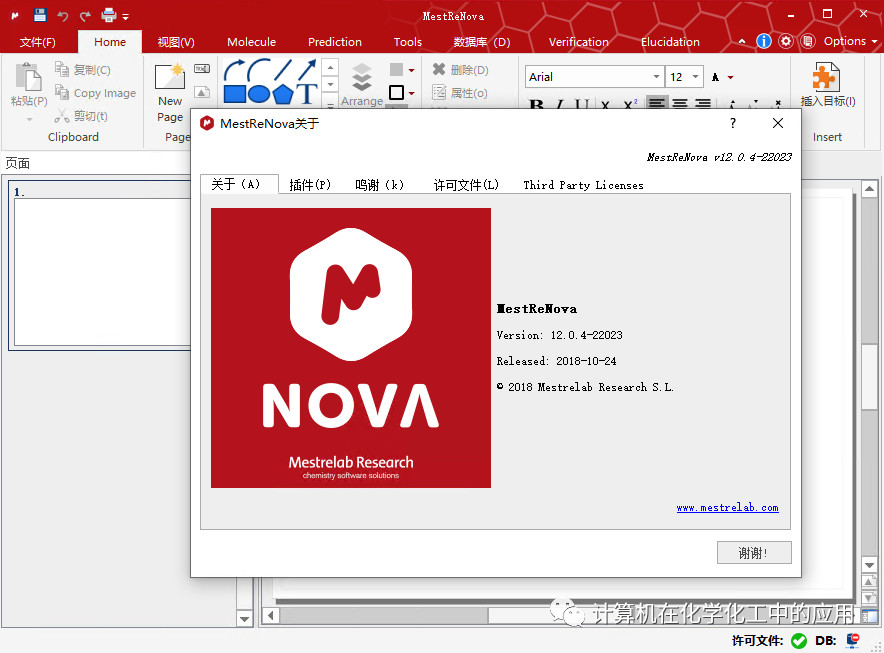 MestReNova
文件(F) Home 视图(V) Molecule Prediction Tools 数据库 (D) Verification Elucidation Options
粘贴(P) 复制(C) Copy Image 剪切(t)
Clipboard
New Page
Page
Arrange
删除(D)
属性(o)
Arial 12
插入目标(I)
Insert
页面
1.
MestReNova关于
MestReNova v12.0.4-22023
关于 (A) 插件(P) 鸣谢 (k) 许可文件(L) Third Party Licenses
NOVA
Mestrelab Research
chemistry software solutions
MestReNova
Version: 12.0.4-22023
Released: 2018-10-24
© 2018 Mestrelab Research S.L.
www.mestrelab.com
谢谢!
计算机在化学化工中的应用
许可文件: DB: